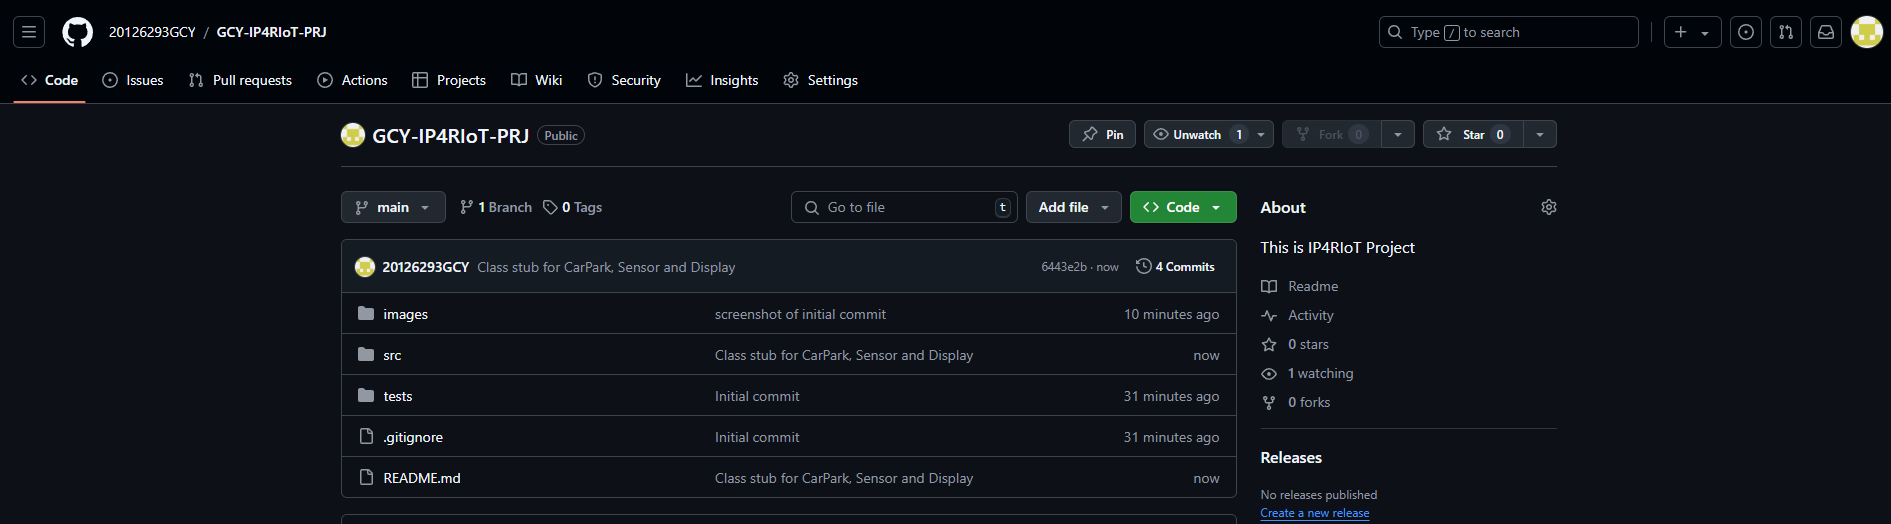 20126293GCY / GCY-IP4RIoT-PRJ Type / to search
Code Issues Pull requests Actions Projects Wiki Security Insights Settings
GCY-IP4RIoT-PRJ Public Pin Unwatch 1 Fork 0 Star 0
main 1 Branch 0 Tags Go to file t Add file Code
About
This is IP4RIoT Project
20126293GCY Class stub for CarPark, Sensor and Display 6443e2b · now 4 Commits
images screenshot of initial commit 10 minutes ago
src Class stub for CarPark, Sensor and Display now
tests Initial commit 31 minutes ago
.gitignore Initial commit 31 minutes ago
README.md Class stub for CarPark, Sensor and Display now
Readme
Activity
0 stars
1 watching
0 forks
Releases
No releases published
Create a new release